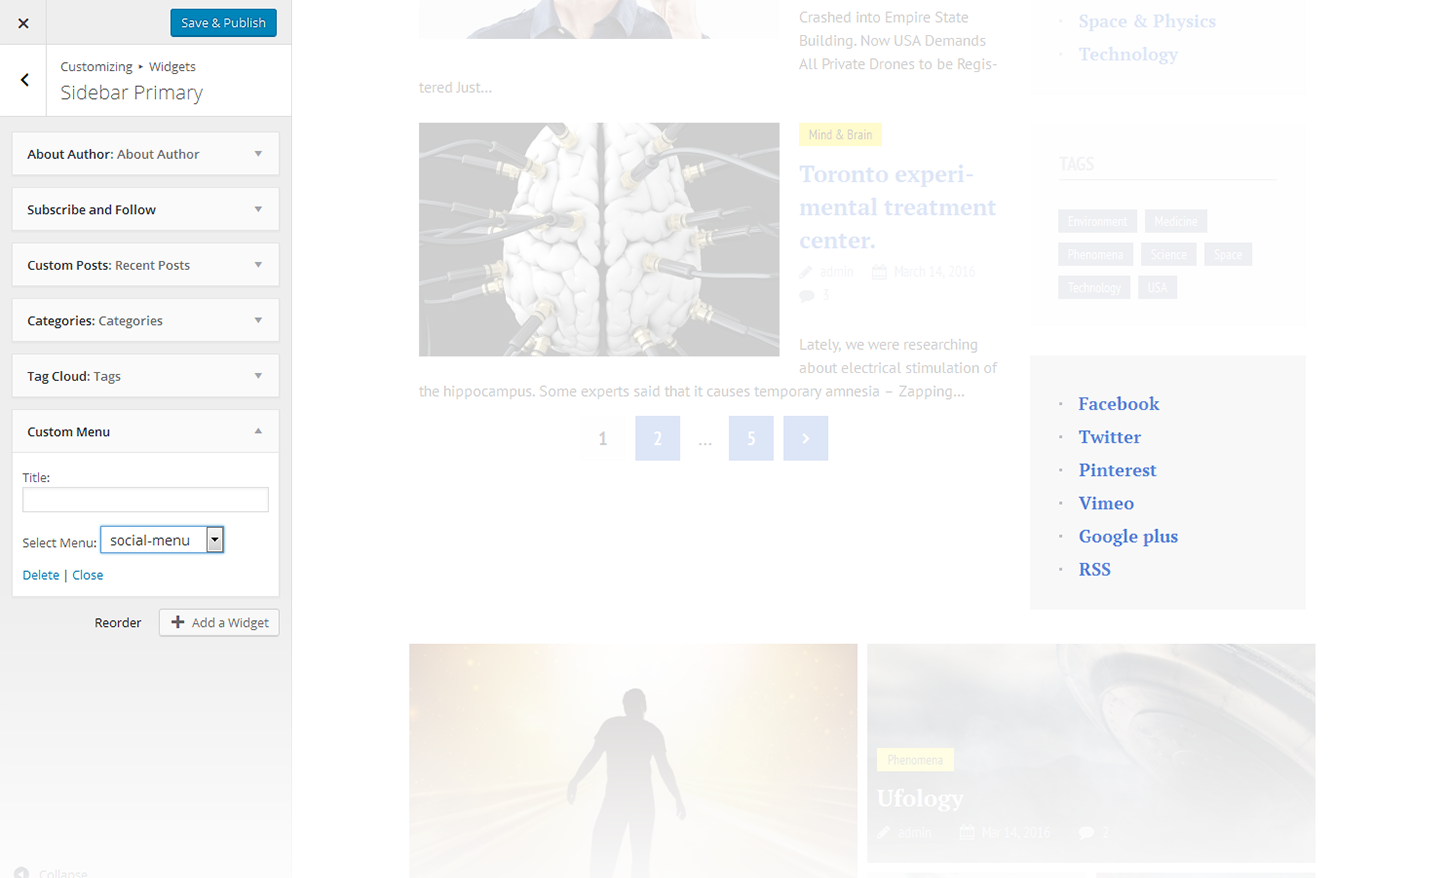 Save & Publish
Customizing ▸ Widgets
Sidebar Primary
About Author: About Author
Subscribe and Follow
Custom Posts: Recent Posts
Categories: Categories
Tag Cloud: Tags
Custom Menu
Title:
Select Menu: social-menu
Delete | Close
Reorder
Add a Widget
Collapse
Crashed into Empire State
Building. Now USA Demands
All Private Drones to be Regis-
tered Just...
Mind & Brain
Toronto experi-
mental treatment
center.
admin March 14, 2016
3
Lately, we were researching
about electrical stimulation of
the hippocampus. Some experts said that it causes temporary amnesia – Zapping...
1 2 ... 5
Space & Physics
Technology
TAGS
Environment Medicine
Phenomena Science Space
Technology USA
Facebook
Twitter
Pinterest
Vimeo
Google plus
RSS
Phenomena
Ufology
admin Mar 14, 2016 2